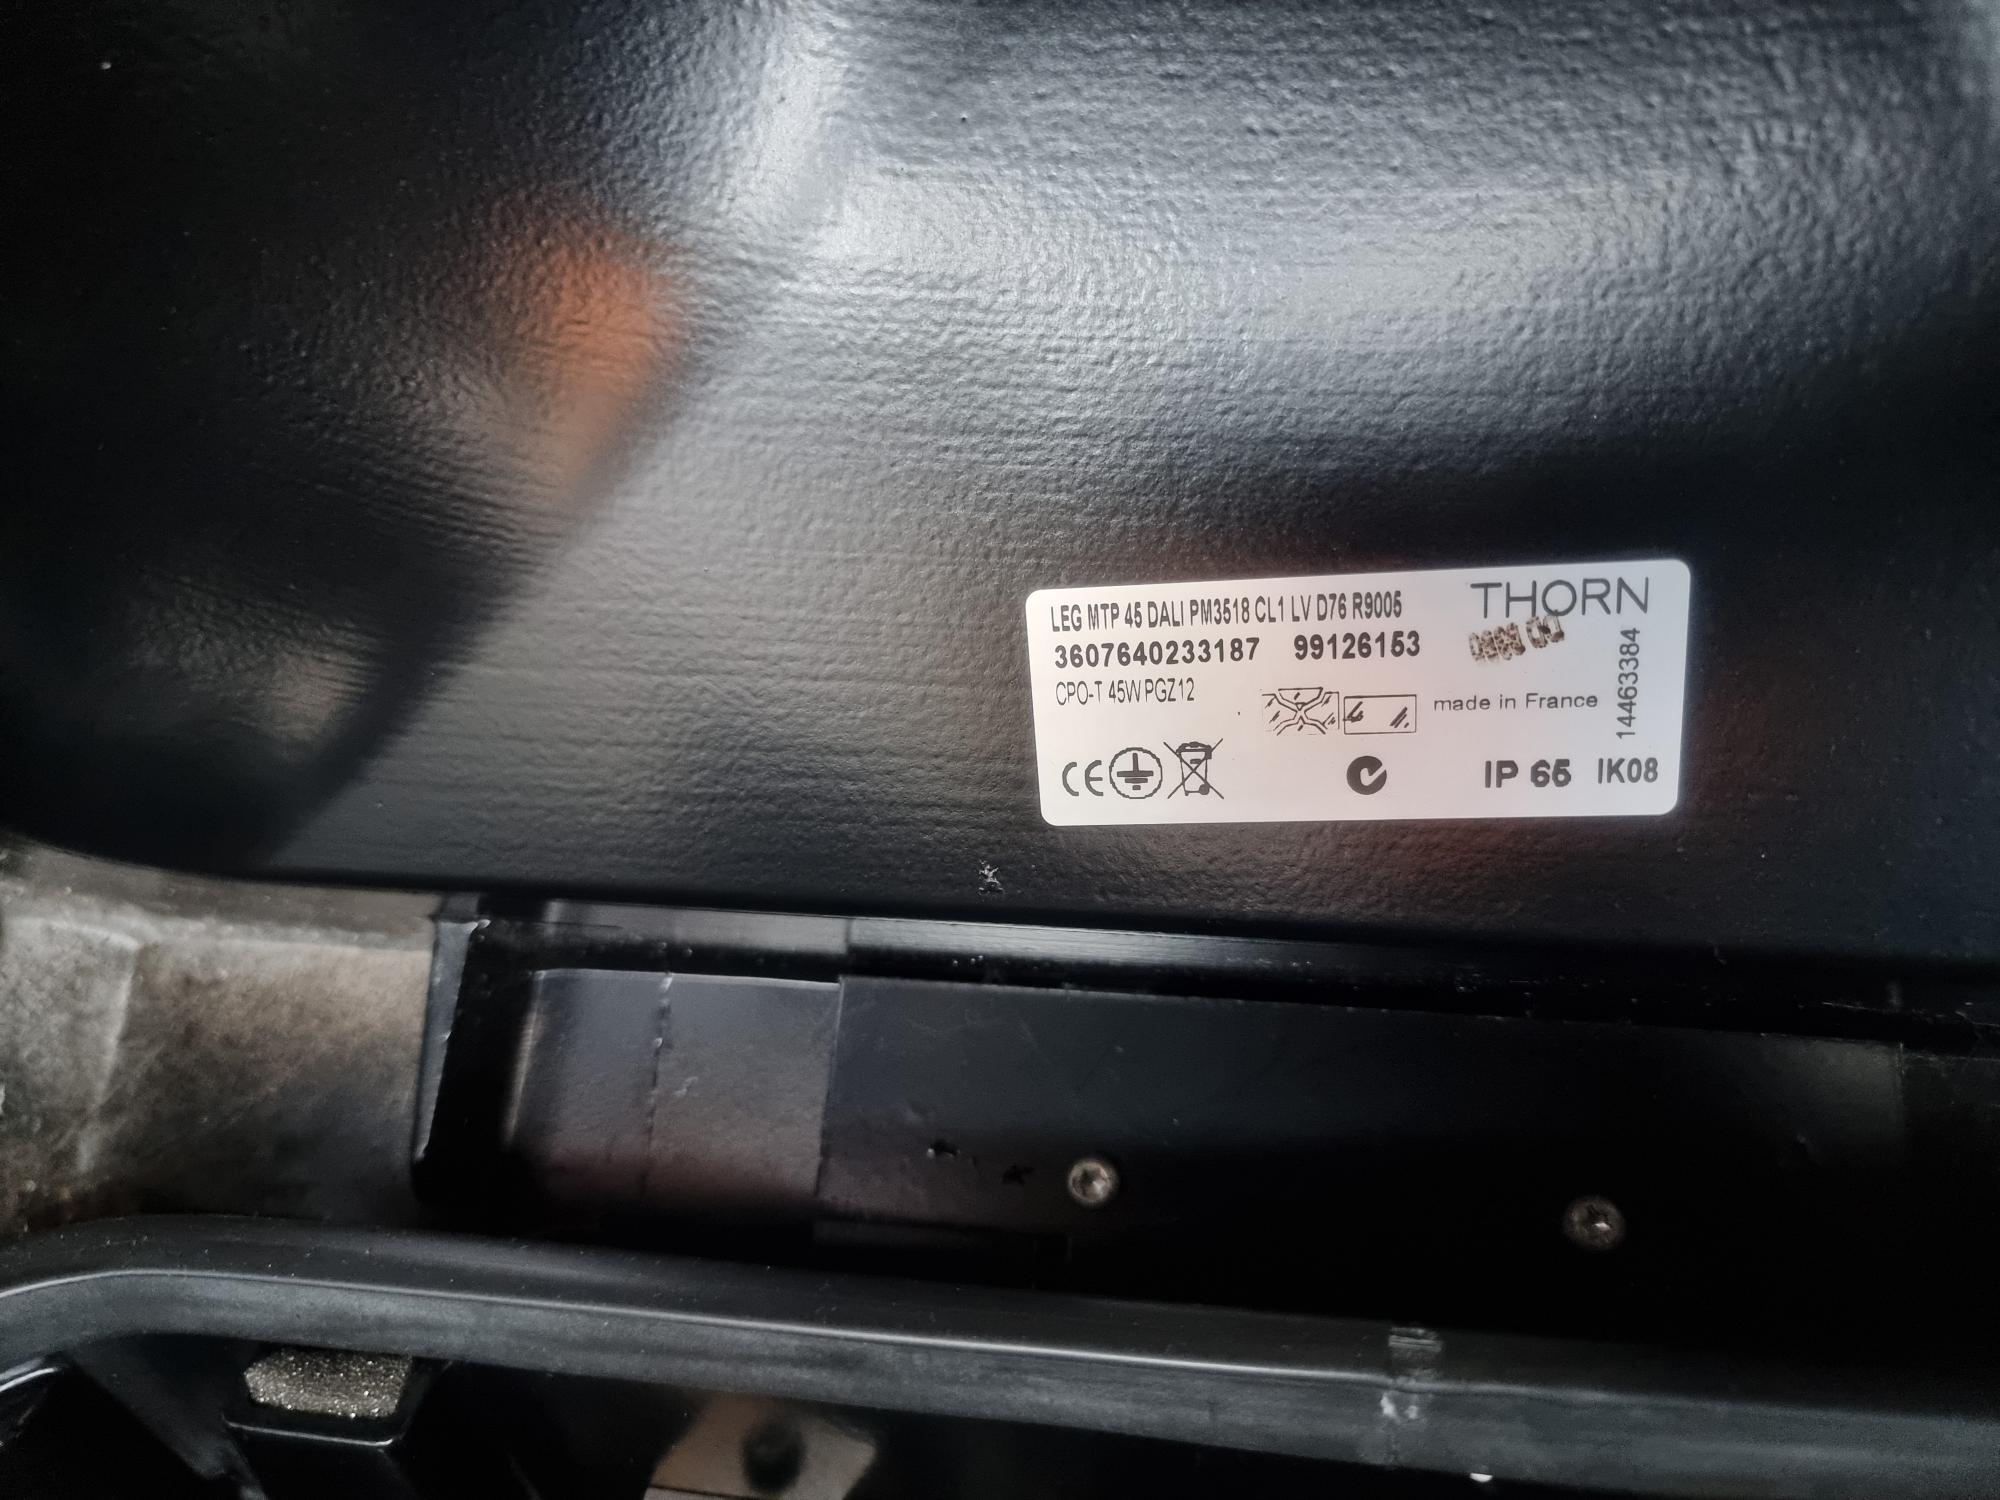 LEG MTP 45 DALI PM3518 CL1 LV D76 R9005
THORN
3607640233187 99126153
CPO-T 45W PGZ12
made in France
14463384
CE
IP 65 IK08